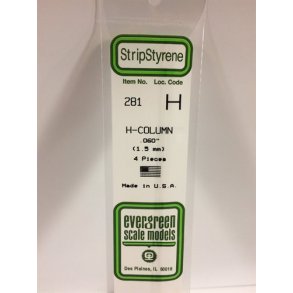 StripStyrene
Item No. Loc. Code
281 H
H-COLUMN
.060"
(1.5 mm)
4 Pieces
Made in U.S.A.
evergreen
scale models
Des Plaines, IL 60018